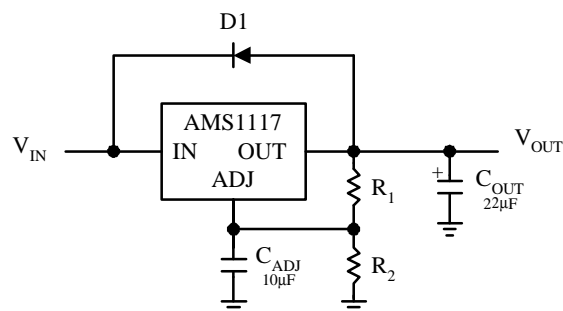 D1
AMS1117
V_IN IN OUT V_OUT
ADJ
R_1
+ C_OUT
22µF
C_ADJ
10µF
R_2